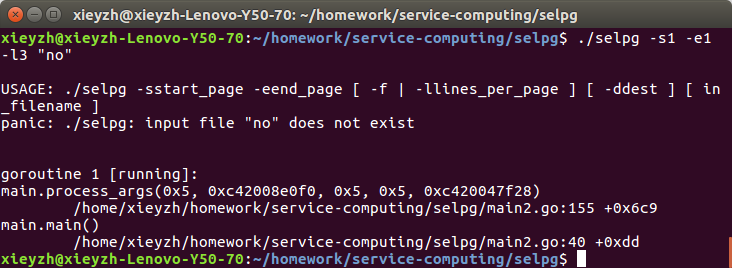 xieyzh@xieyzh-Lenovo-Y50-70: ~/homework/service-computing/selpg
xieyzh@xieyzh-Lenovo-Y50-70:~/homework/service-computing/selpg$ ./selpg -s1 -e1
-l3 "no"
USAGE: ./selpg -sstart_page -eend_page [ -f | -llines_per_page ] [ -ddest ] [ in
_filename ]
panic: ./selpg: input file "no" does not exist
goroutine 1 [running]:
main.process_args(0x5, 0xc42008e0f0, 0x5, 0x5, 0xc420047f28)
/home/xieyzh/homework/service-computing/selpg/main2.go:155 +0x6c9
main.main()
/home/xieyzh/homework/service-computing/selpg/main2.go:40 +0xdd
xieyzh@xieyzh-Lenovo-Y50-70:~/homework/service-computing/selpg$